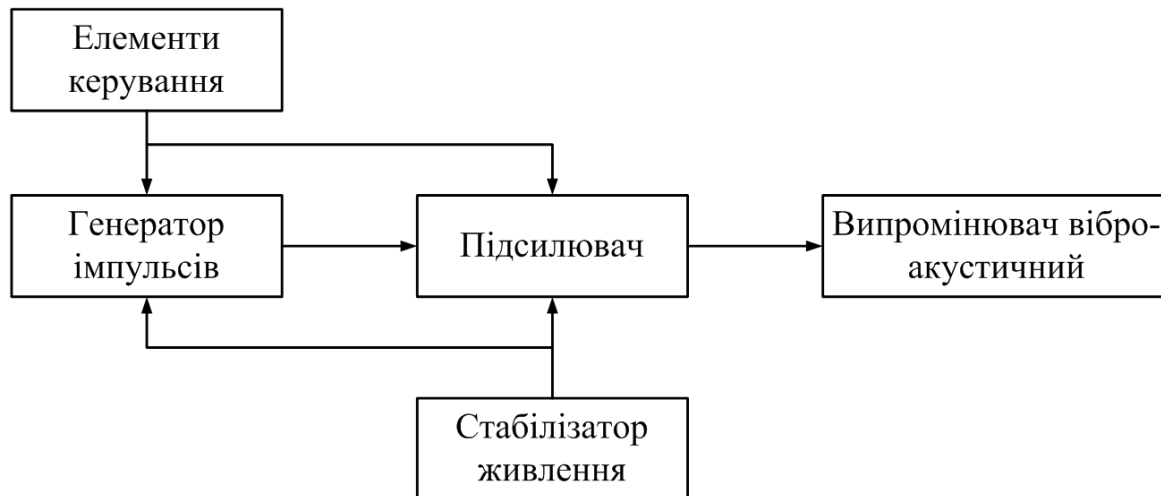 Елементи
керування
Генератор
імпульсів
Підсилювач
Випромінювач вібро-
акустичний
Стабілізатор
живлення